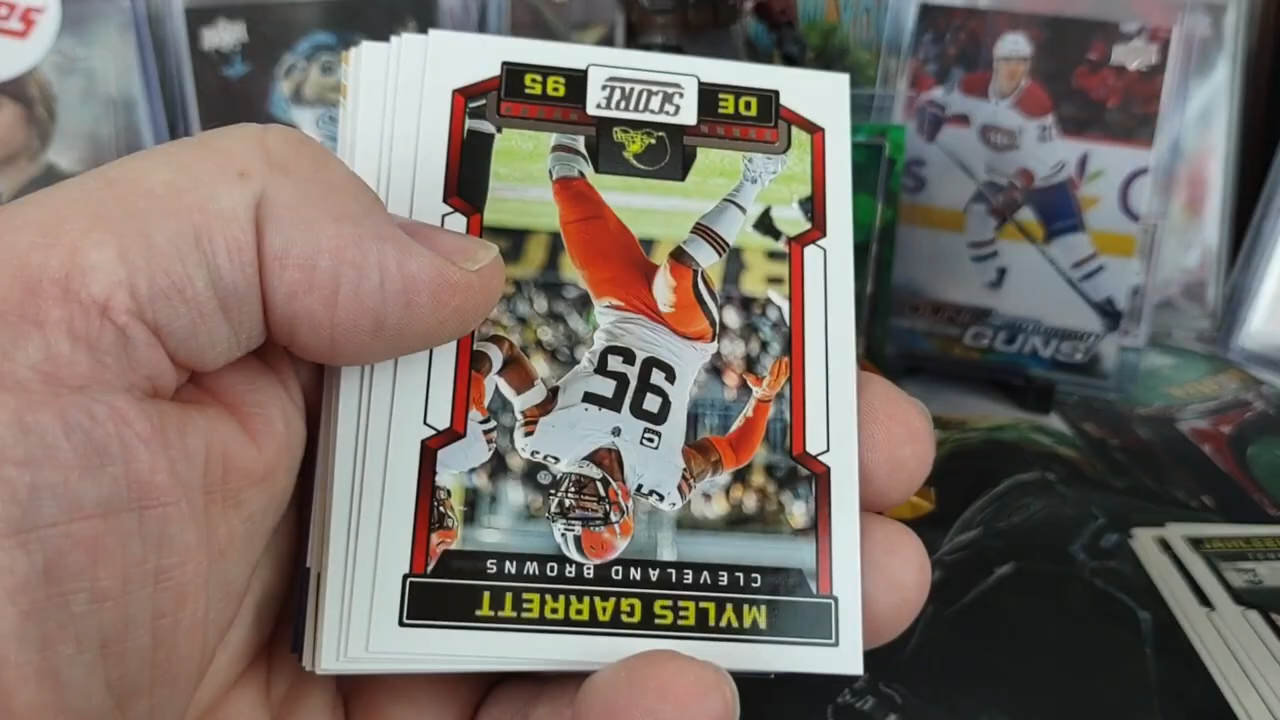 MYLES GARRETT
CLEVELAND BROWNS
95
C
DE
SCORE
95
GUNS